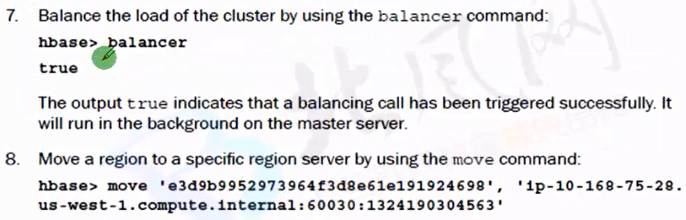 7. Balance the load of the cluster by using the balancer command:
hbase> balancer
true
The output true indicates that a balancing call has been triggered successfully. It
will run in the background on the master server.
8. Move a region to a specific region server by using the move command:
hbase> move 'e3d9b9952973964f3d8e61e191924698', 'ip-10-168-75-28.
us-west-1.compute.internal:60030:1324190304563'
北风网